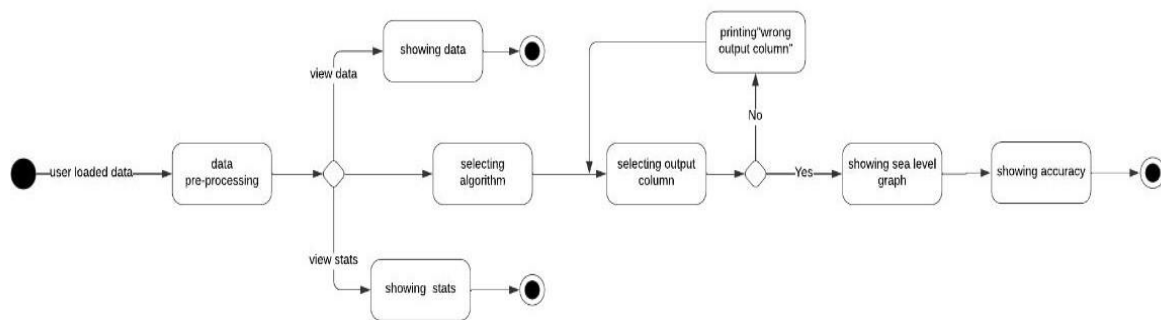 showing data
view data
printing"wrong
output column"
No
user loaded data
data
pre-processing
selecting
algorithm
selecting output
column
Yes
showing sea level
graph
showing accuracy
view stats
showing stats